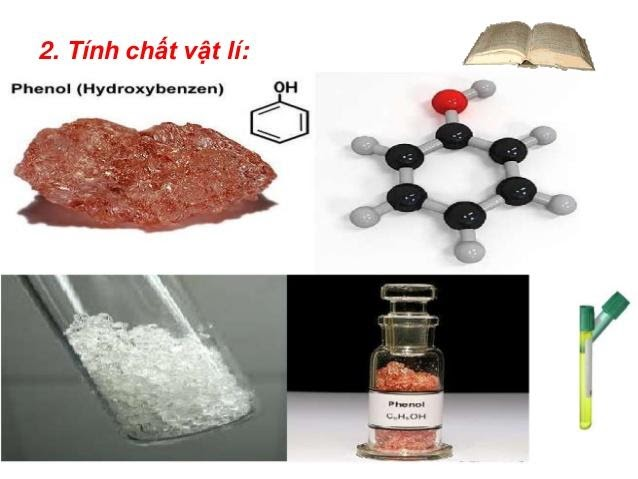 2. Tính chất vật lí:
Phenol (Hydroxybenzen)
OH
Phenol
C₆H₅OH